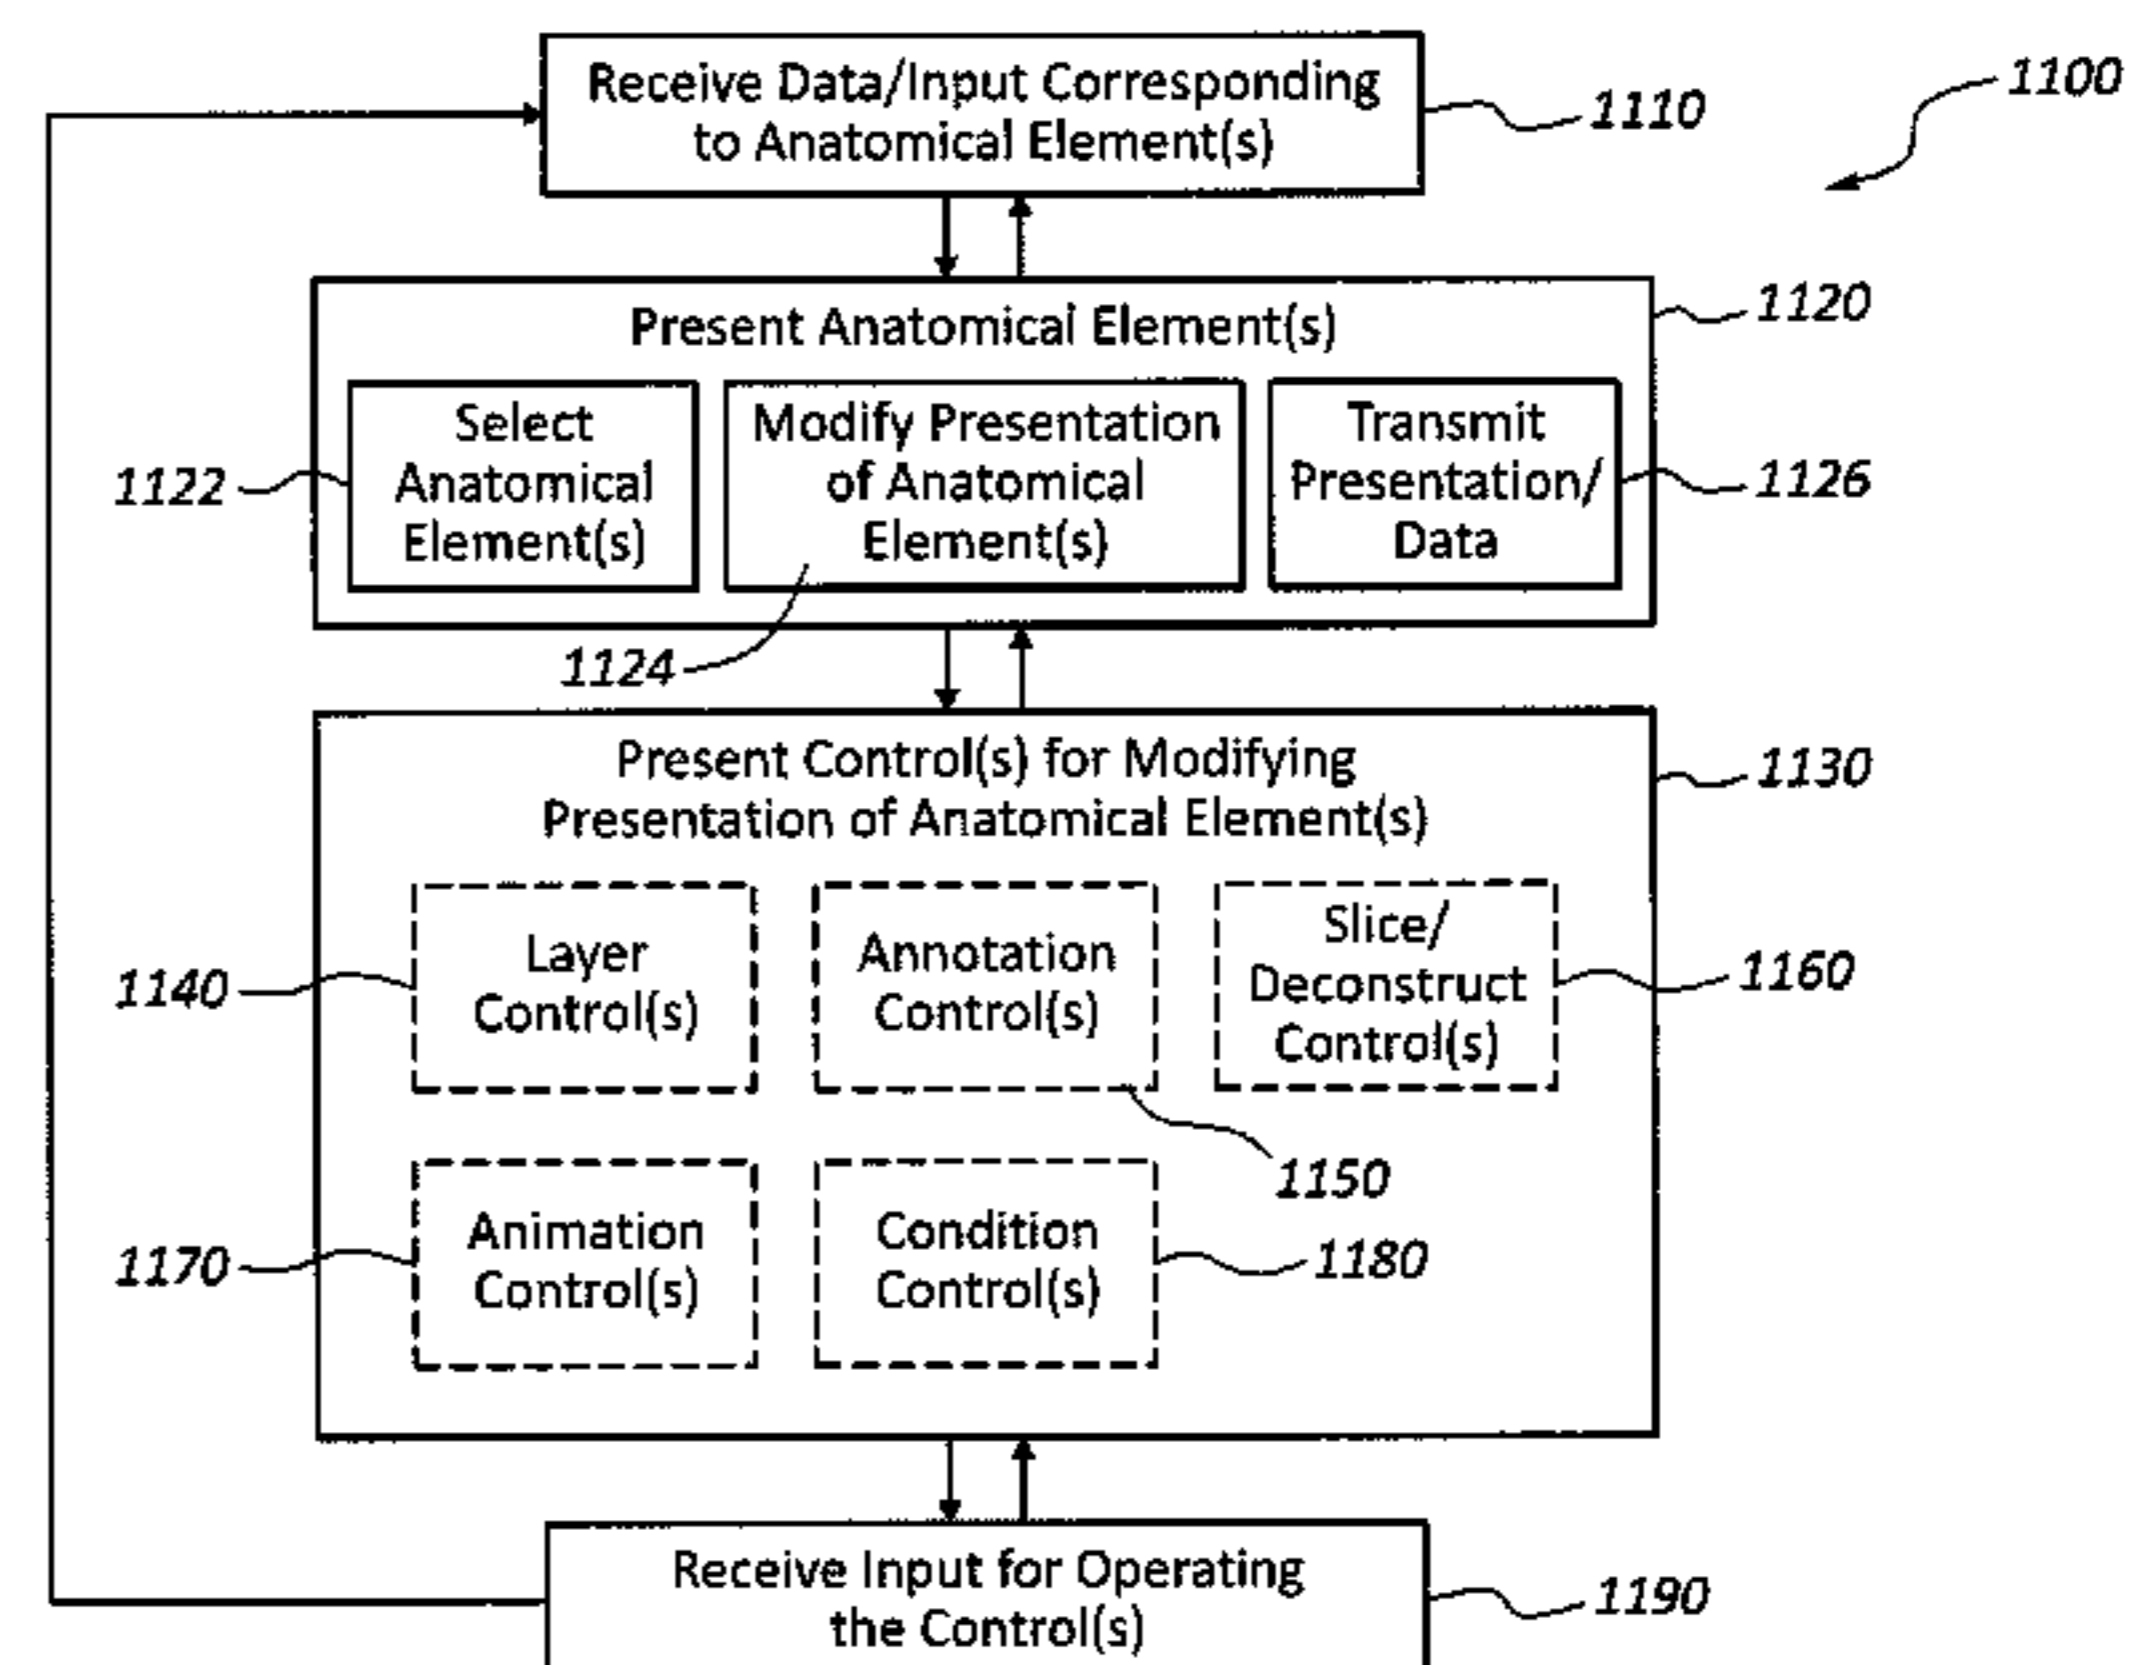 Receive Data/Input Corresponding
to Anatomical Element(s)
1110
1100
Present Anatomical Element(s)
1120
Select
Anatomical
Element(s)
1122
Modify Presentation
of Anatomical
Element(s)
1124
Transmit
Presentation/
Data
1126
Present Control(s) for Modifying
Presentation of Anatomical Element(s)
1130
Layer
Control(s)
1140
Annotation
Control(s)
1150
Slice/
Deconstruct
Control(s)
1160
Animation
Control(s)
1170
Condition
Control(s)
1180
Receive Input for Operating
the Control(s)
1190